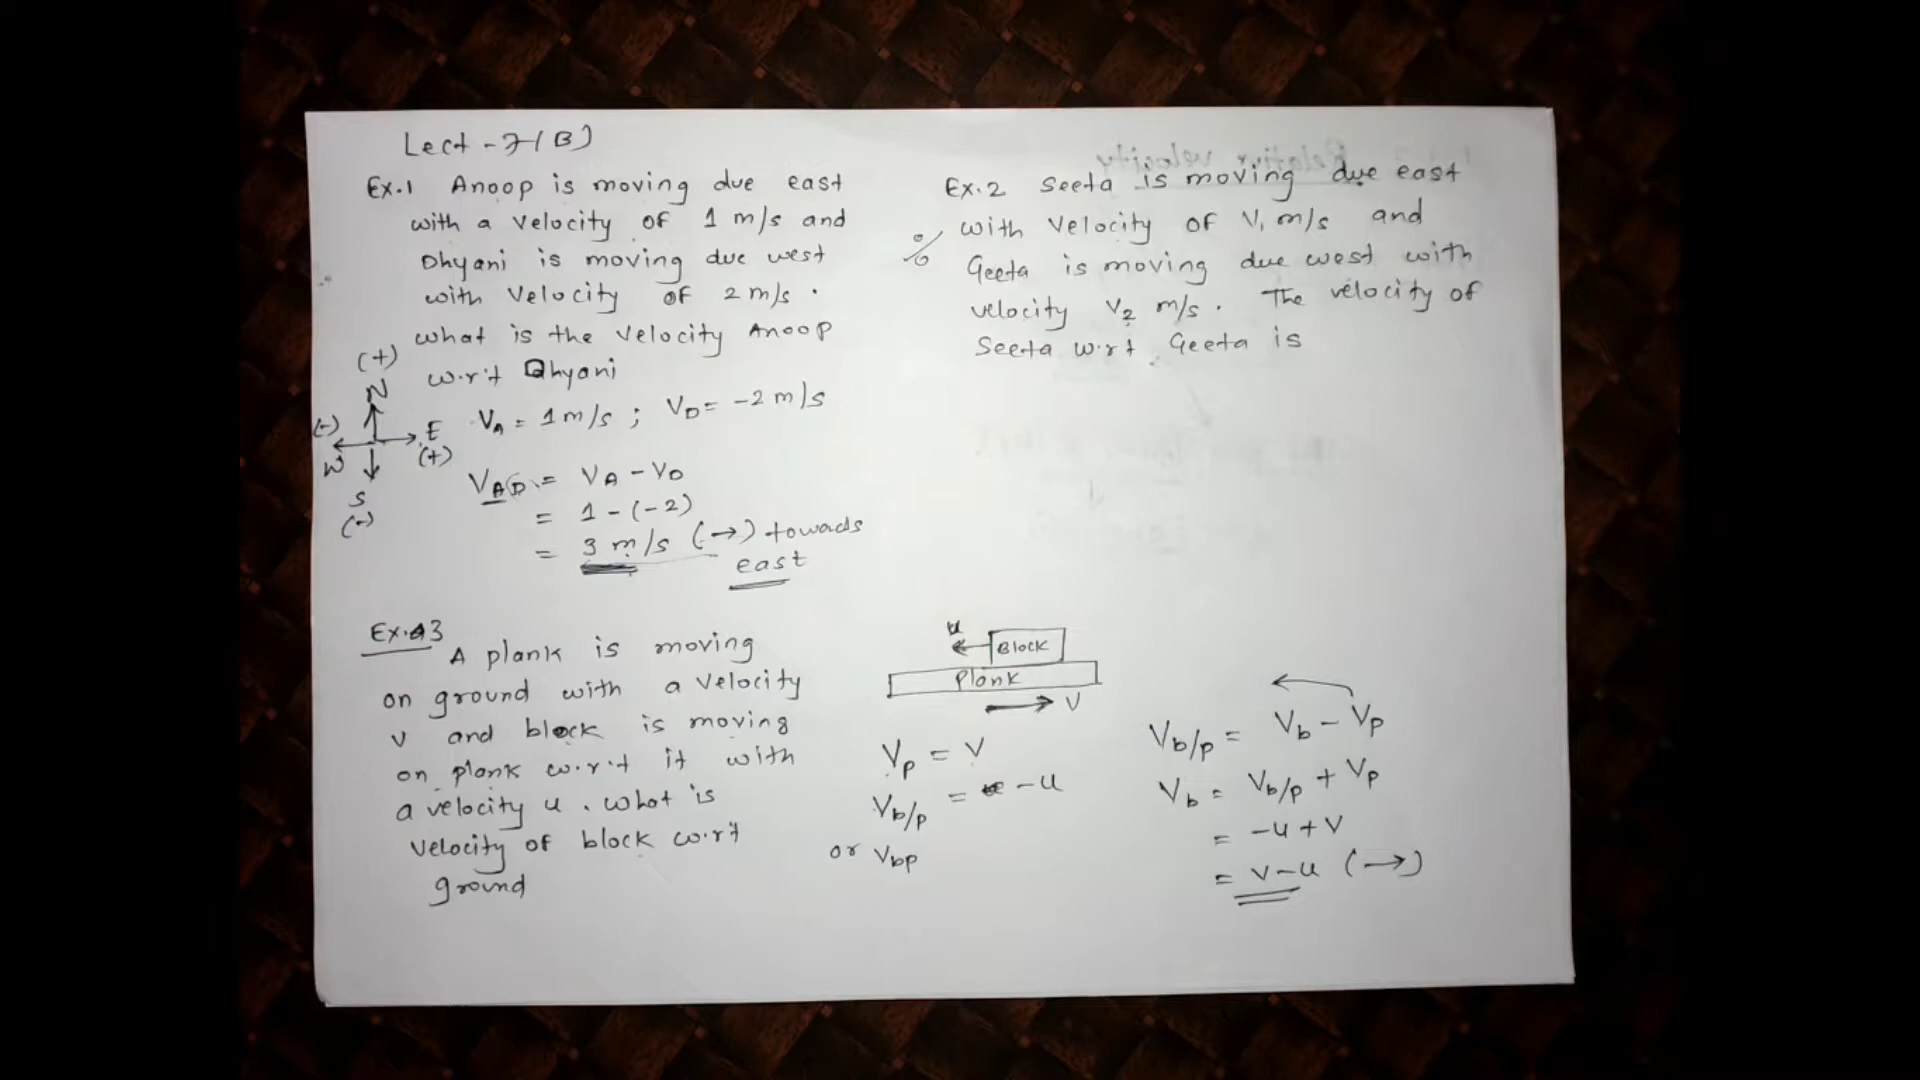 Lect - 7(B)
Ex.1 Anoop is moving due east
with a velocity of 1 m/s and
Dhyani is moving due west
with velocity of 2 m/s .
what is the velocity Anoop
w.r.t Dhyani
(+)
N
(-)
E
(+)
W
S
(-)
VA = 1 m/s ; VD = -2 m/s
VAD = VA - VD
= 1 - (-2)
= 3 m/s (→) towads
east
Ex.2 Seeta is moving due east
with velocity of V1 m/s and
Geeta is moving due west with
velocity V2 m/s . The velocity of
Seeta w.r.t Geeta is
Ex.3
A plank is moving
on ground with a velocity
v and block is moving
on plank w.r.t it with
a velocity u . what is
velocity of block w.r.t
ground
u
Block
Plank
V
Vp = V
Vb/p = - u
or Vbp
Vb/p = Vb - Vp
Vb = Vb/p + Vp
= -u + V
= V - u (→)